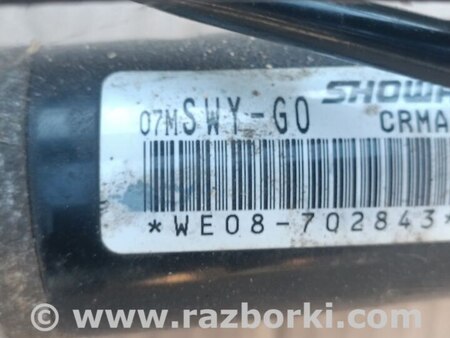 SHOWA
07M SWY-G0 CRMA
*WE08-702843*
© www.razborki.com